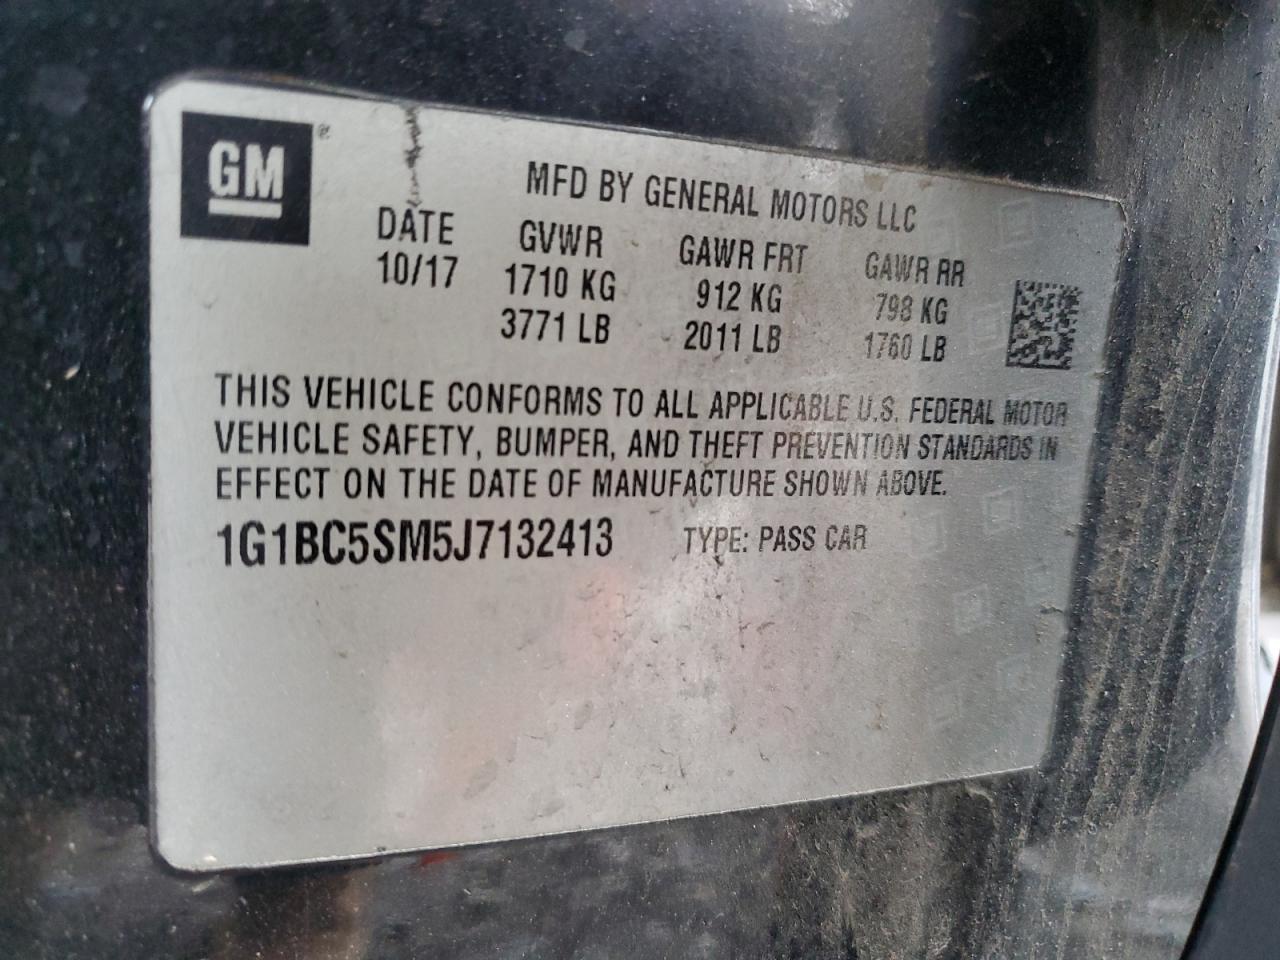 GM®
MFD BY GENERAL MOTORS LLC
DATE GVWR GAWR FRT GAWR RR
10/17 1710 KG 912 KG 798 KG
3771 LB 2011 LB 1760 LB
THIS VEHICLE CONFORMS TO ALL APPLICABLE U.S. FEDERAL MOTOR
VEHICLE SAFETY, BUMPER, AND THEFT PREVENTION STANDARDS IN
EFFECT ON THE DATE OF MANUFACTURE SHOWN ABOVE.
1G1BC5SM5J7132413 TYPE: PASS CAR